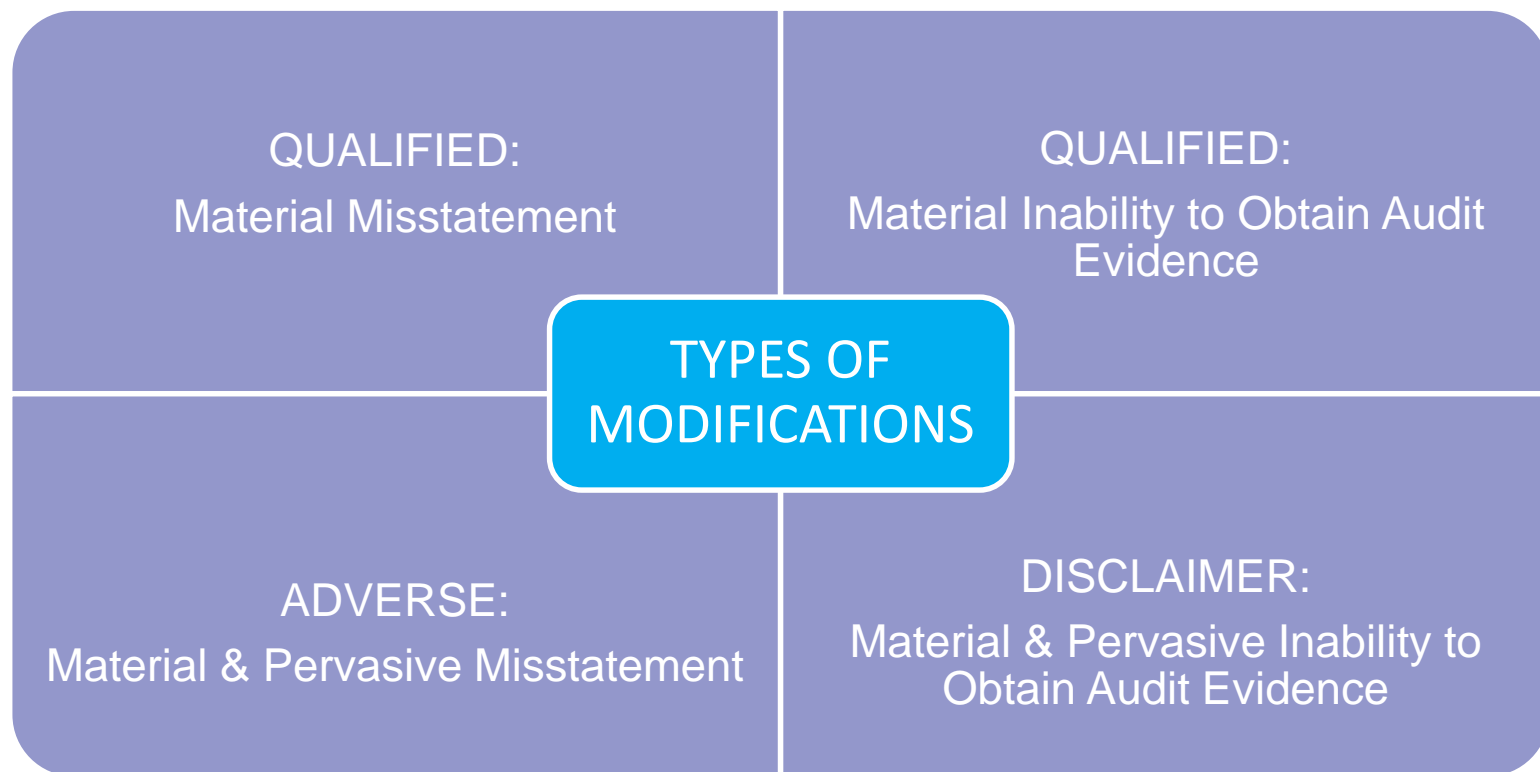 QUALIFIED:
Material Misstatement
QUALIFIED:
Material Inability to Obtain Audit
Evidence
TYPES OF
MODIFICATIONS
ADVERSE:
Material & Pervasive Misstatement
DISCLAIMER:
Material & Pervasive Inability to
Obtain Audit Evidence